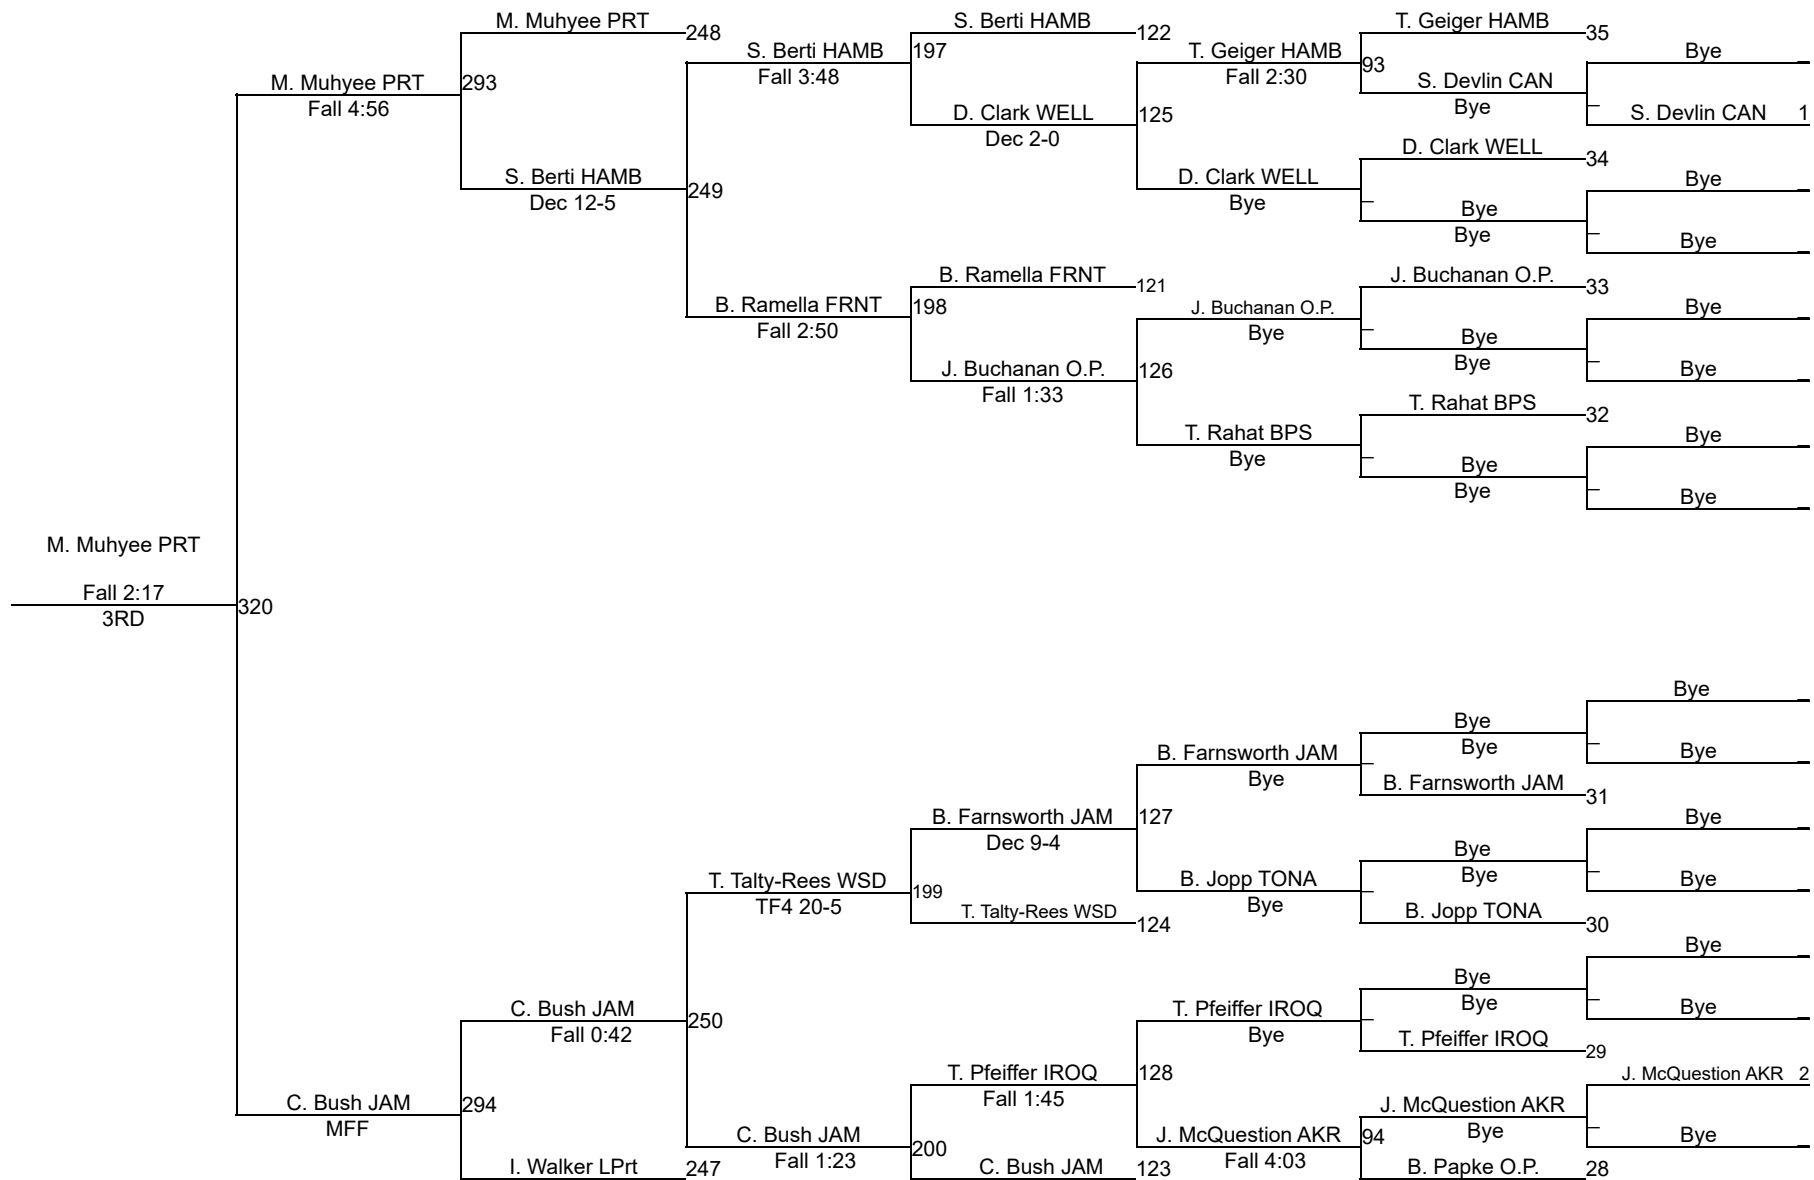 M. Muhyee PRT
248
S. Berti HAMB
122
T. Geiger HAMB
35
M. Muhyee PRT
Fall 4:56
293
S. Berti HAMB
Fall 3:48
197
T. Geiger HAMB
Fall 2:30
93
Bye
S. Devlin CAN
Bye
S. Devlin CAN 1
D. Clark WELL
Dec 2-0
125
D. Clark WELL
34
S. Berti HAMB
Dec 12-5
249
D. Clark WELL
Bye
Bye
Bye
Bye
Bye
B. Ramella FRNT
121
J. Buchanan O.P.
33
B. Ramella FRNT
Fall 2:50
198
J. Buchanan O.P.
Bye
Bye
Bye
Bye
Bye
J. Buchanan O.P.
Fall 1:33
126
T. Rahat BPS
32
T. Rahat BPS
Bye
Bye
Bye
Bye
Bye
M. Muhyee PRT
Fall 2:17
3RD
320
Bye
Bye
Bye
Bye
B. Farnsworth JAM
Bye
B. Farnsworth JAM
31
B. Farnsworth JAM
Dec 9-4
127
Bye
Bye
Bye
Bye
T. Talty-Rees WSD
TF4 20-5
199
B. Jopp TONA
Bye
T. Talty-Rees WSD
124
B. Jopp TONA
30
Bye
Bye
Bye
Bye
C. Bush JAM
Fall 0:42
250
T. Pfeiffer IROQ
Bye
T. Pfeiffer IROQ
29
T. Pfeiffer IROQ
Fall 1:45
128
J. McQuestion AKR 2
C. Bush JAM
MFF
294
J. McQuestion AKR
Bye
Bye
C. Bush JAM
Fall 1:23
200
J. McQuestion AKR
Fall 4:03
94
I. Walker LPrt
247
C. Bush JAM
123
B. Papke O.P.
28